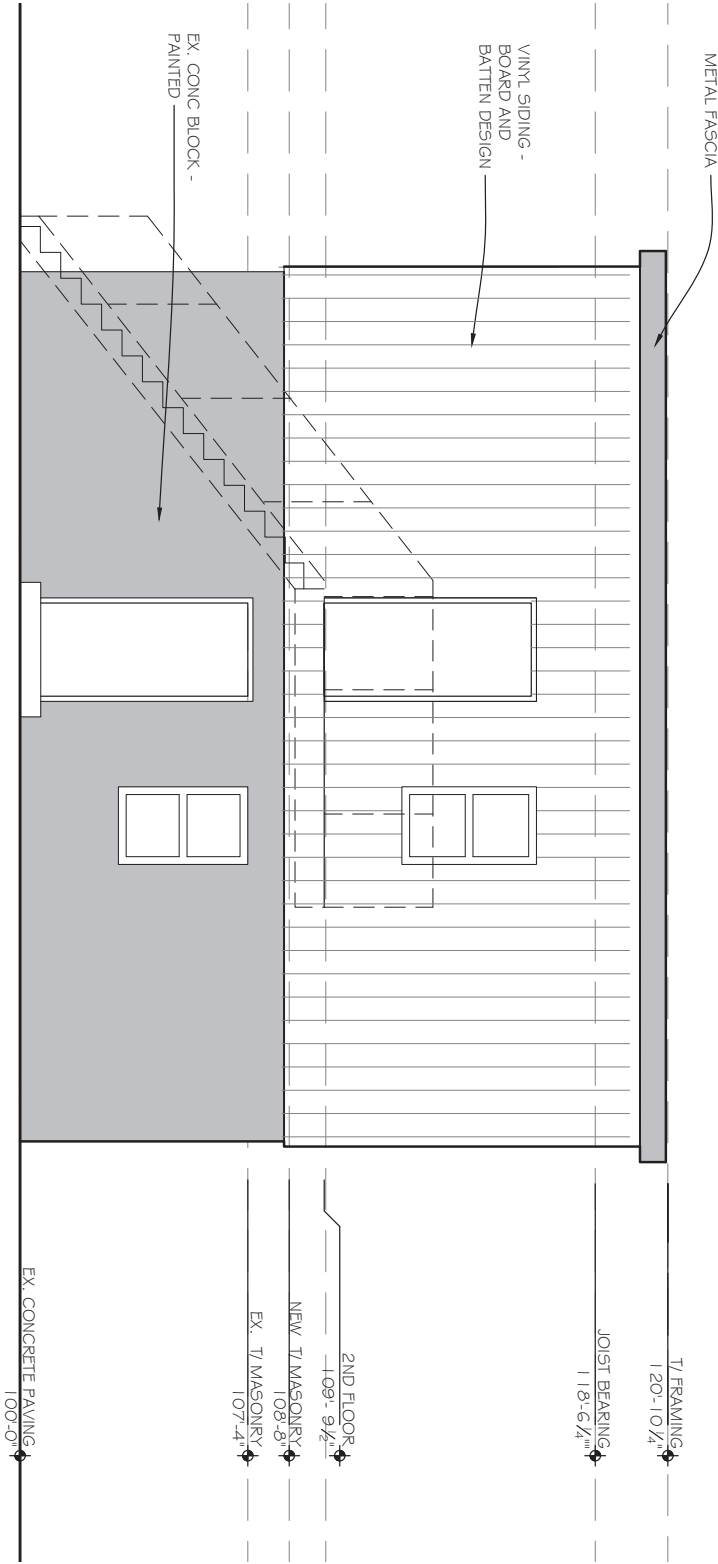 METAL FASCIA
VINYL SIDING -
BOARD AND
BATTEN DESIGN
EX. CONC BLOCK -
PAINTED
T/ FRAMING
120'-10 1/4"
JOIST BEARING
118'-6 1/4"
2ND FLOOR
109'- 9 1/2"
NEW T/ MASONRY
108'-8"
EX. T/ MASONRY
107'-4"
EX. CONCRETE PAVING
100'-0"